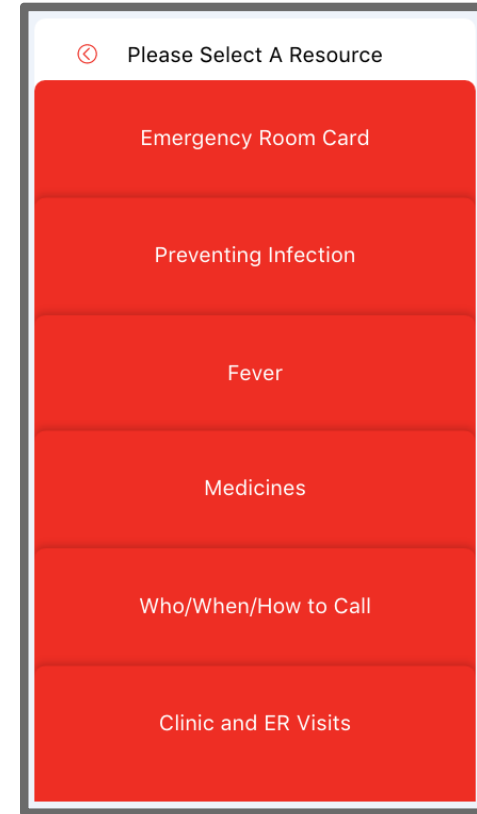 Please Select A Resource
Emergency Room Card
Preventing Infection
Fever
Medicines
Who/When/How to Call
Clinic and ER Visits